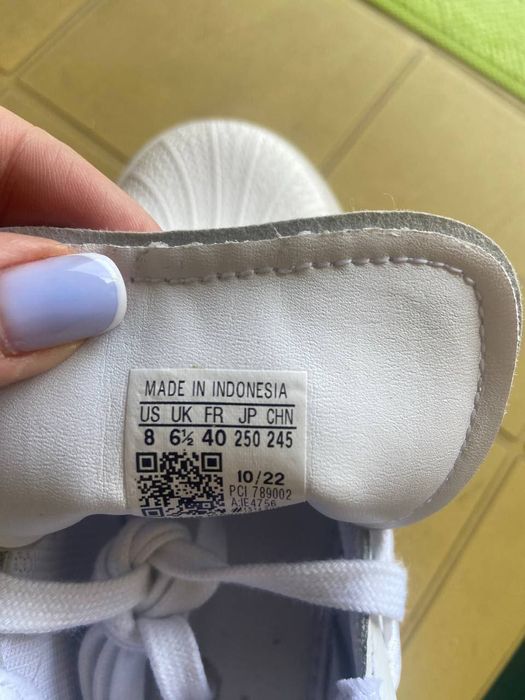 MADE IN INDONESIA
US UK FR JP CHN
8 6½ 40 250 245
10/22
PCI 789002
AJE4756